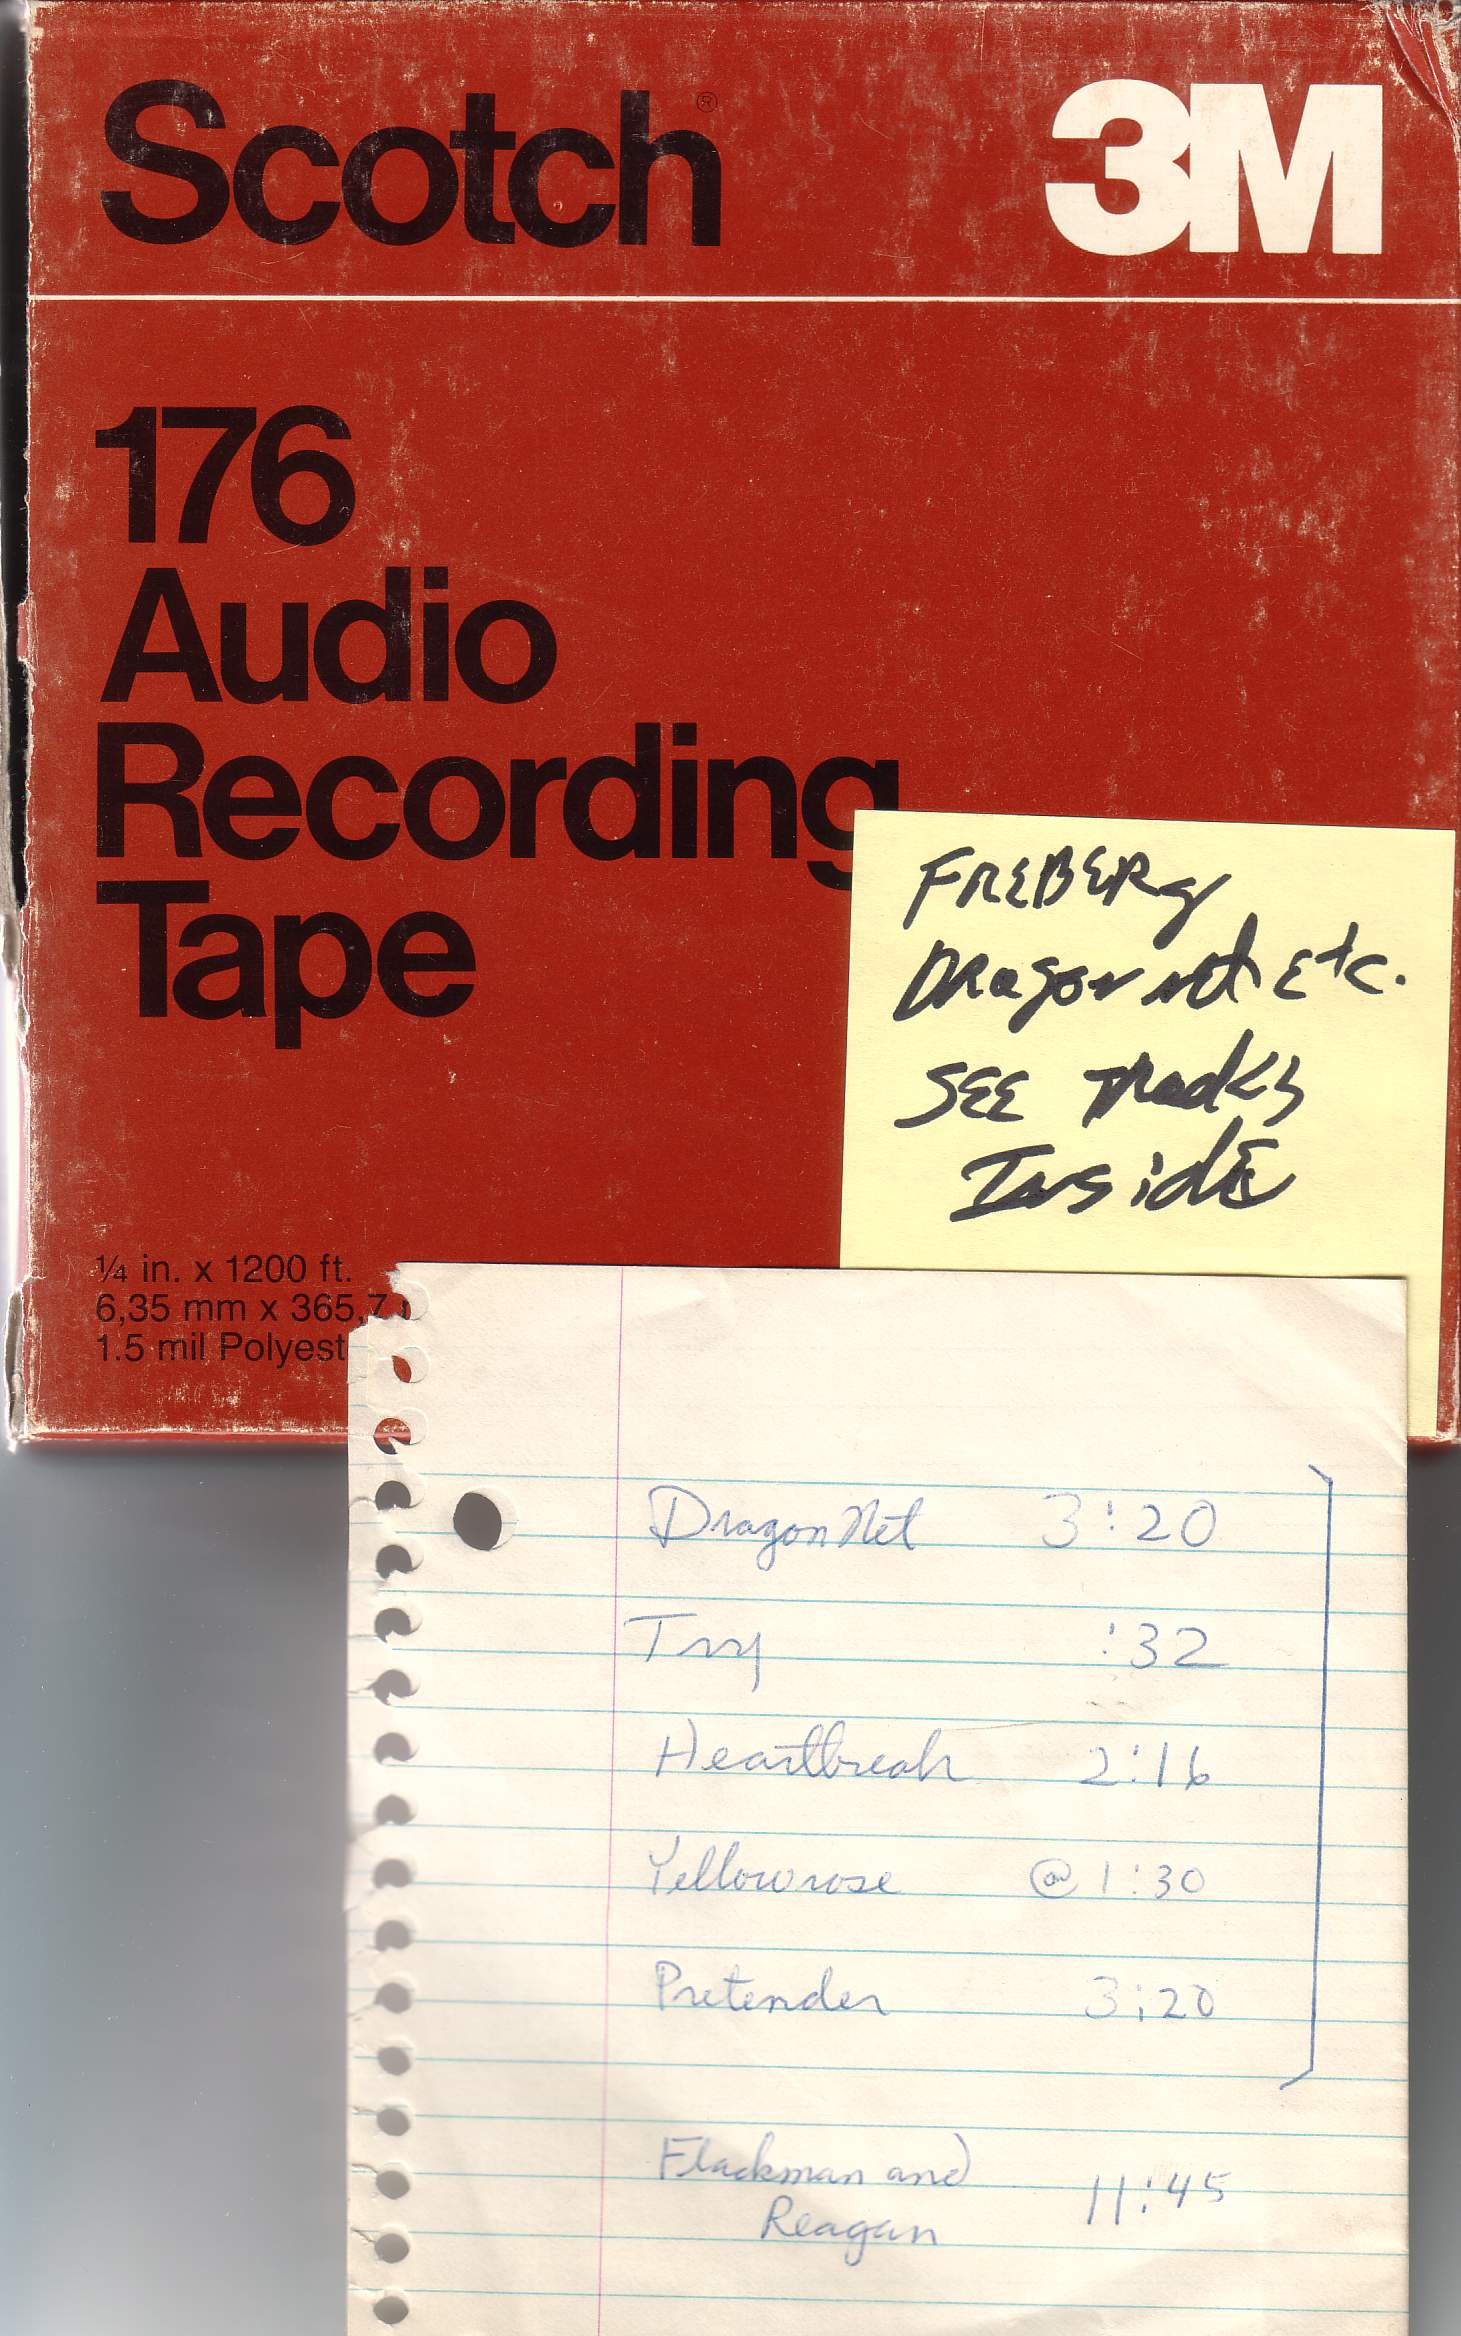 Scotch® 3M
176
Audio
Recording
Tape
¼ in. x 1200 ft.
6,35 mm x 365,7
1.5 mil Polyest
FREBERg
Dragon net Etc.
SEE Tracks
InsidE
DragonNet 3:20
Try :32
Heartbreak 2:16
Yellowrose @ 1:30
Pretender 3:20
Flackman and
Reagan 11:45